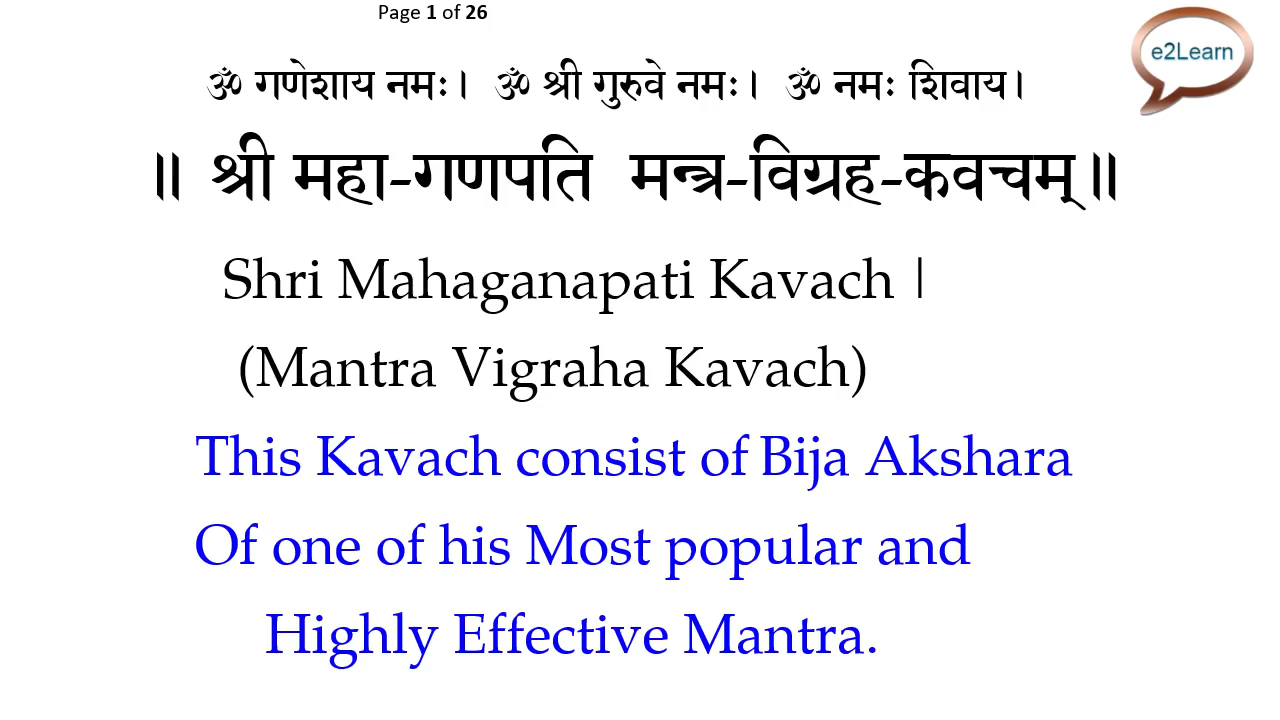 Page 1 of 26
e2Learn
ॐ गणेशाय नमः। ॐ श्री गुरुवे नमः। ॐ नमः शिवाय।
॥ श्री महा-गणपति मन्त्र-विग्रह-कवचम्॥
Shri Mahaganapati Kavach |
(Mantra Vigraha Kavach)
This Kavach consist of Bija Akshara
Of one of his Most popular and
Highly Effective Mantra.